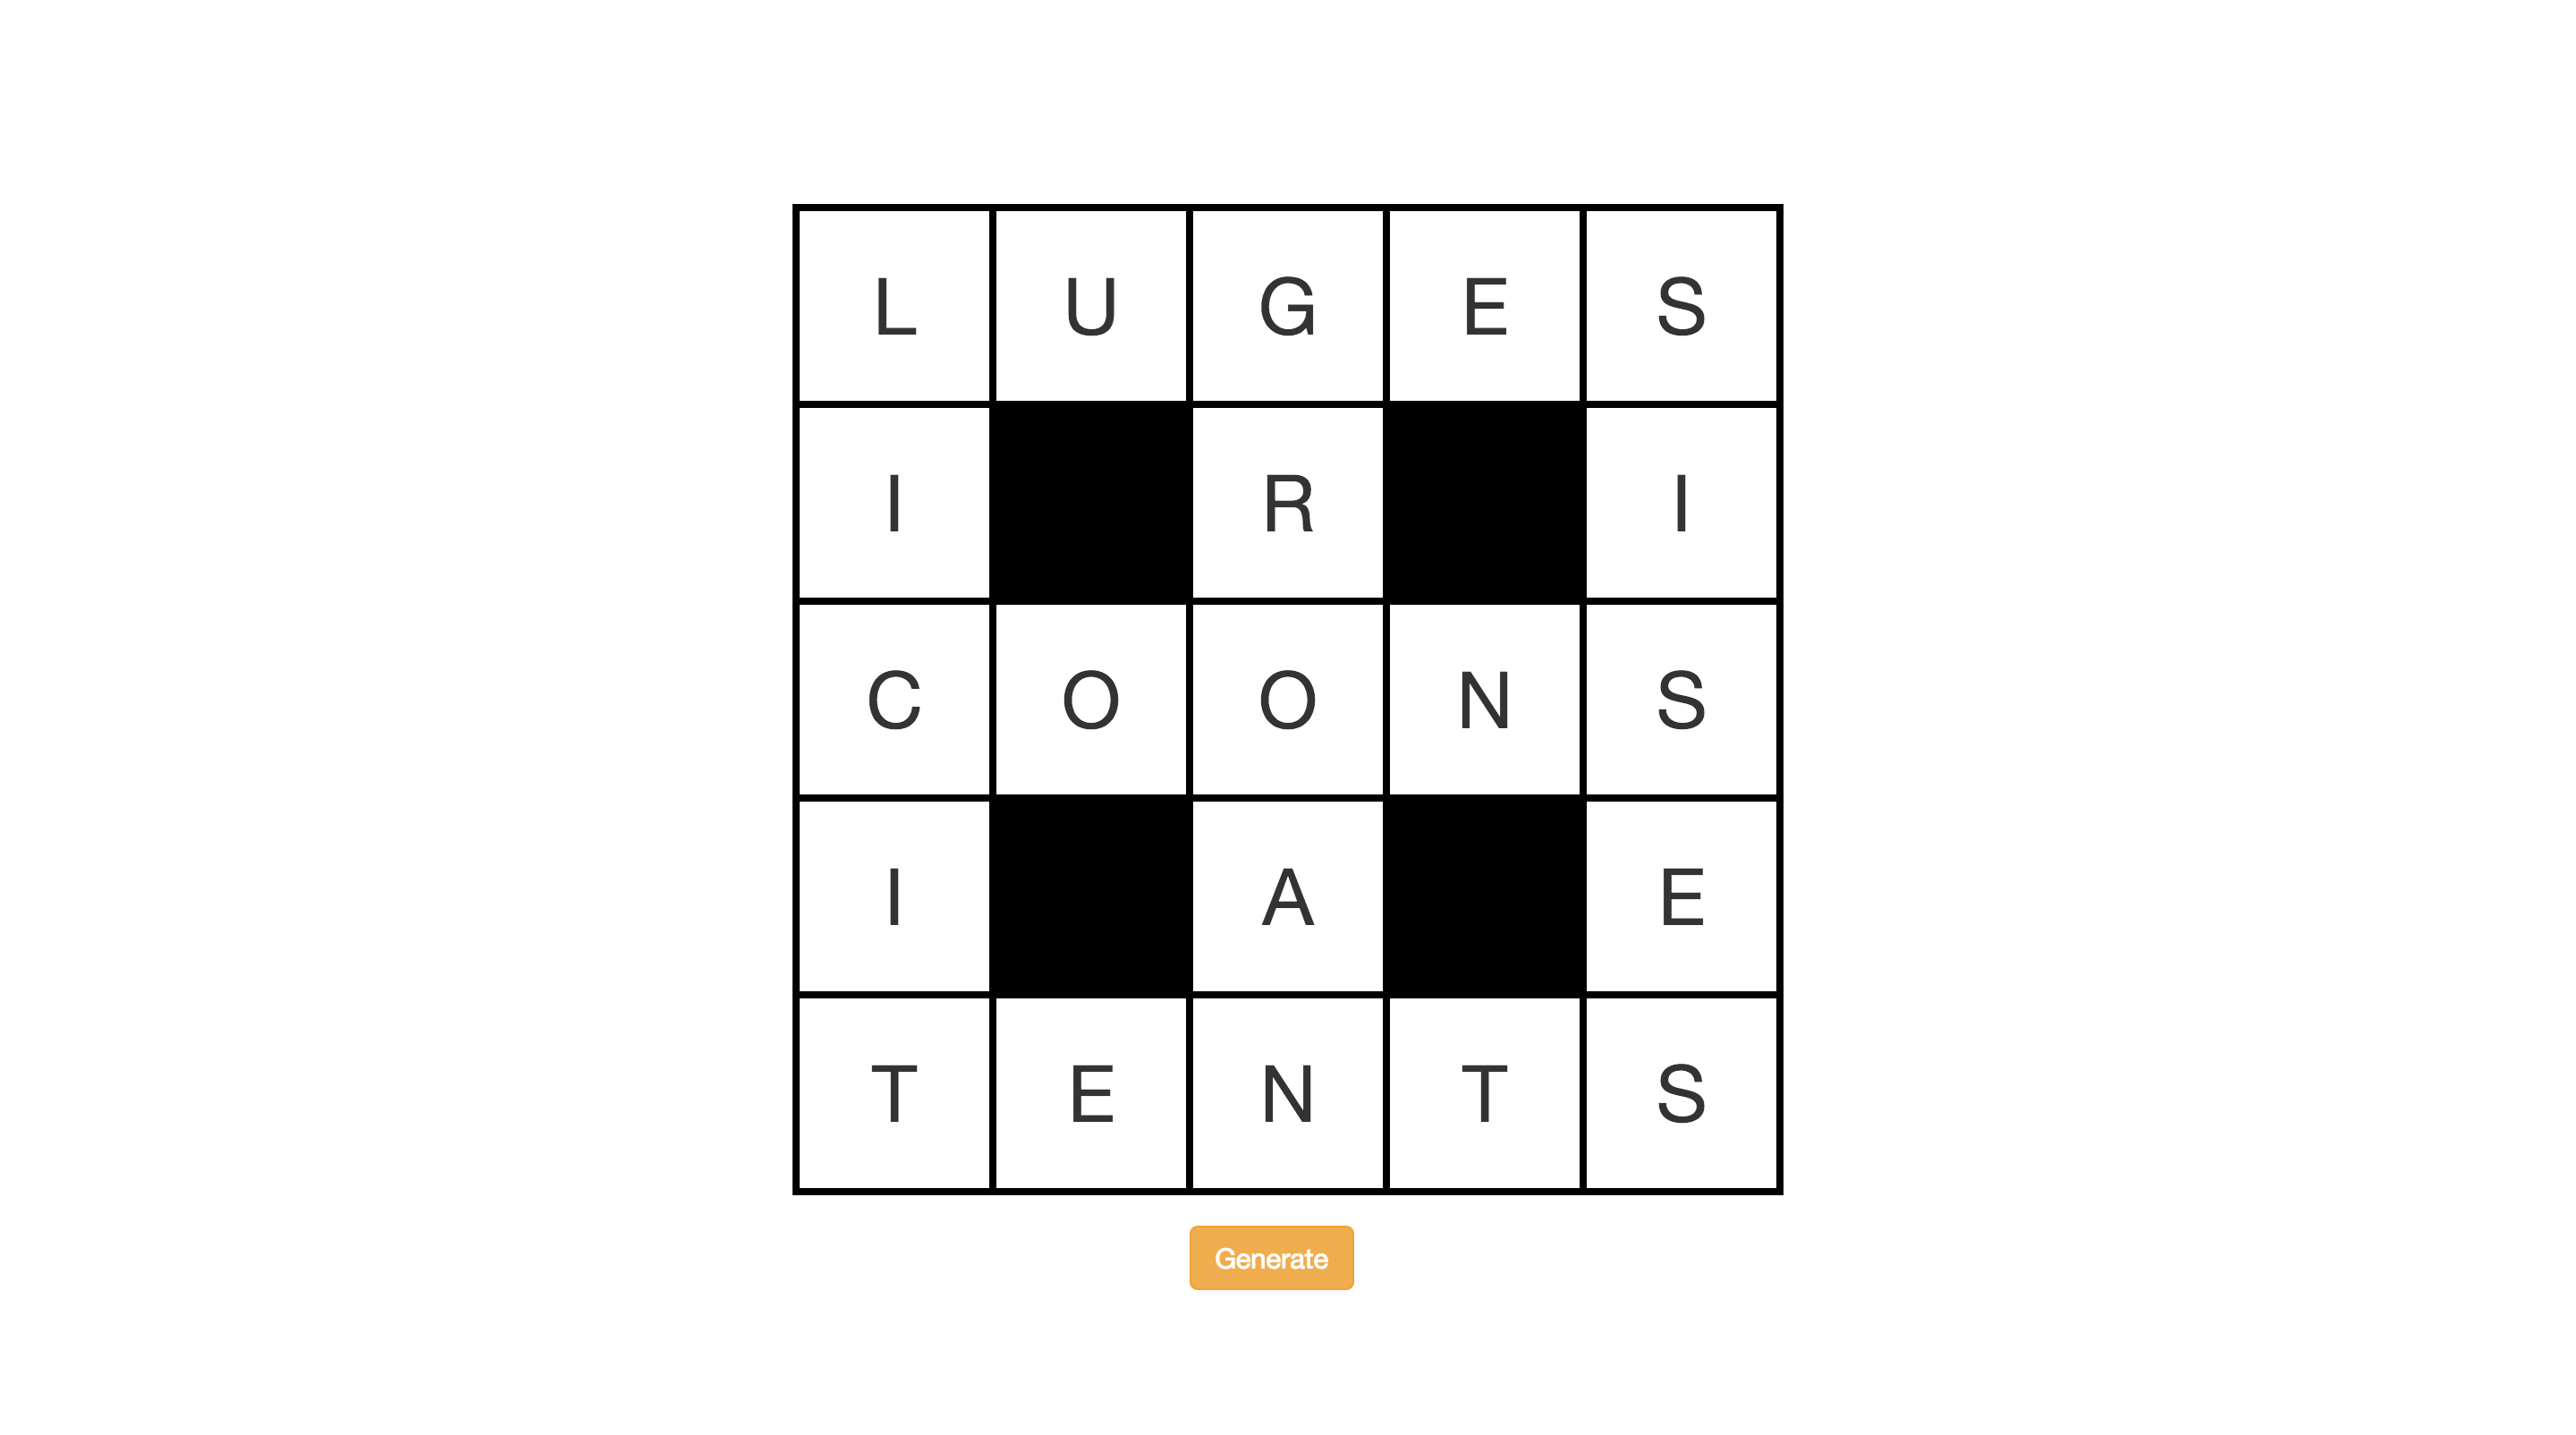 L U G E S
I R I
C O O N S
I A E
T E N T S
Generate